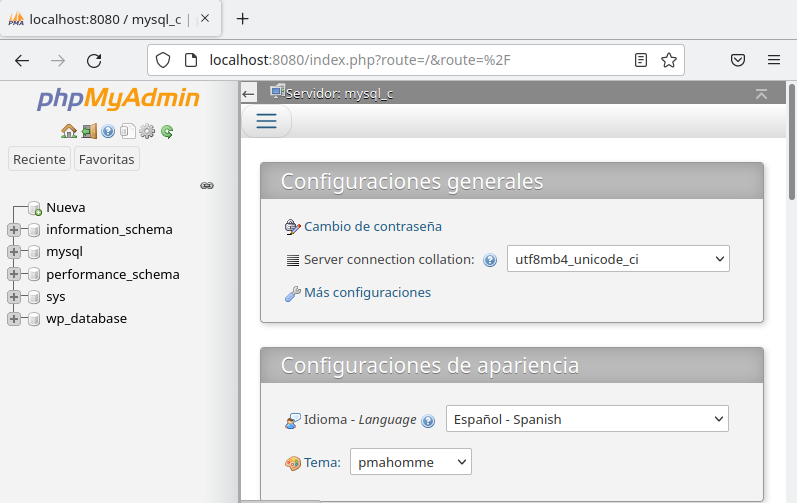 localhost:8080 / mysql_c |
localhost:8080/index.php?route=/&route=%2F
phpMyAdmin
Reciente Favoritas
Nueva
information_schema
mysql
performance_schema
sys
wp_database
Servidor: mysql_c
Configuraciones generales
Cambio de contraseña
Server connection collation: utf8mb4_unicode_ci
Más configuraciones
Configuraciones de apariencia
Idioma - Language Español - Spanish
Tema: pmahomme